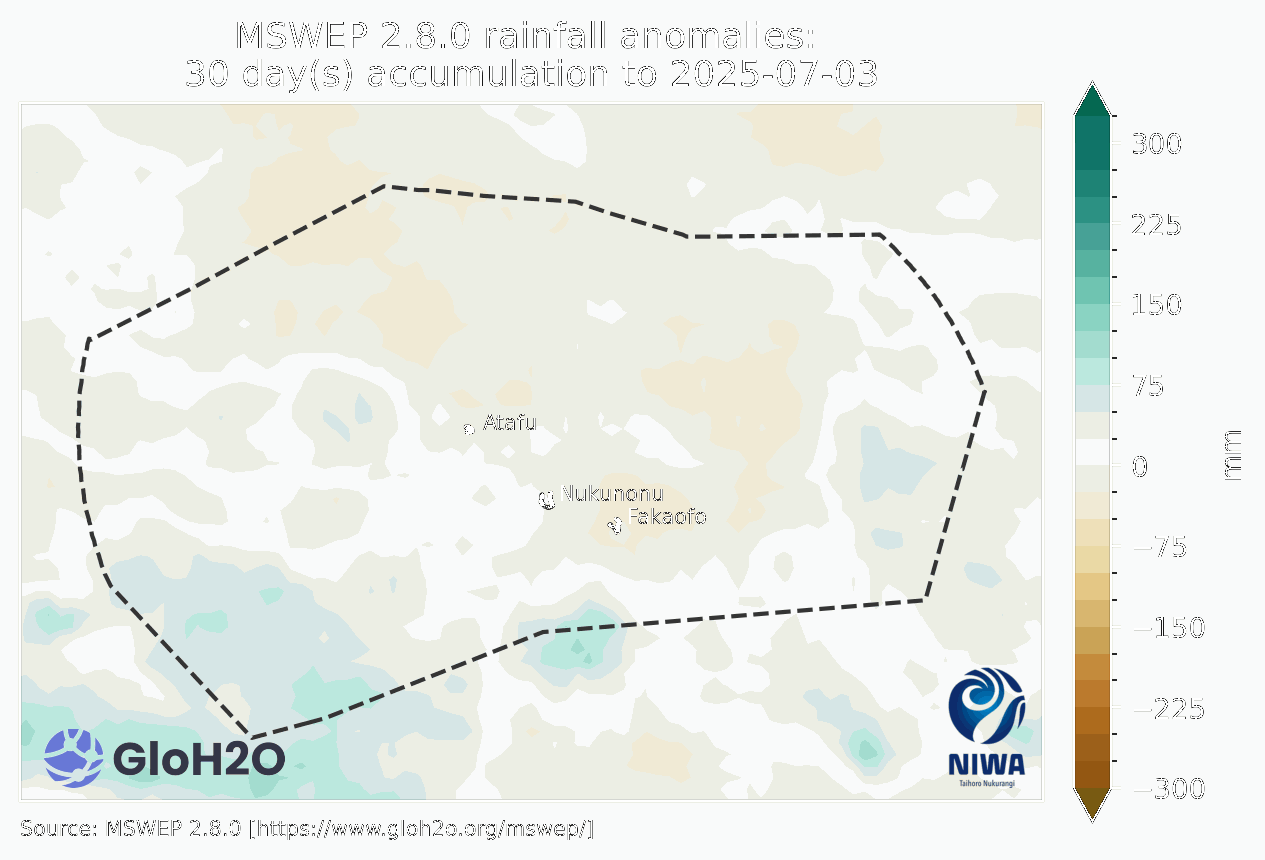 MSWEP 2.8.0 rainfall anomalies:
30 day(s) accumulation to 2025-07-03
300
225
150
75
0
−75
−150
−225
−300
mm
Atafu
Nukunonu
Fakaofo
GloH2O
NIWA
Taihoro Nukurangi
Source: MSWEP 2.8.0 [https://www.gloh2o.org/mswep/]